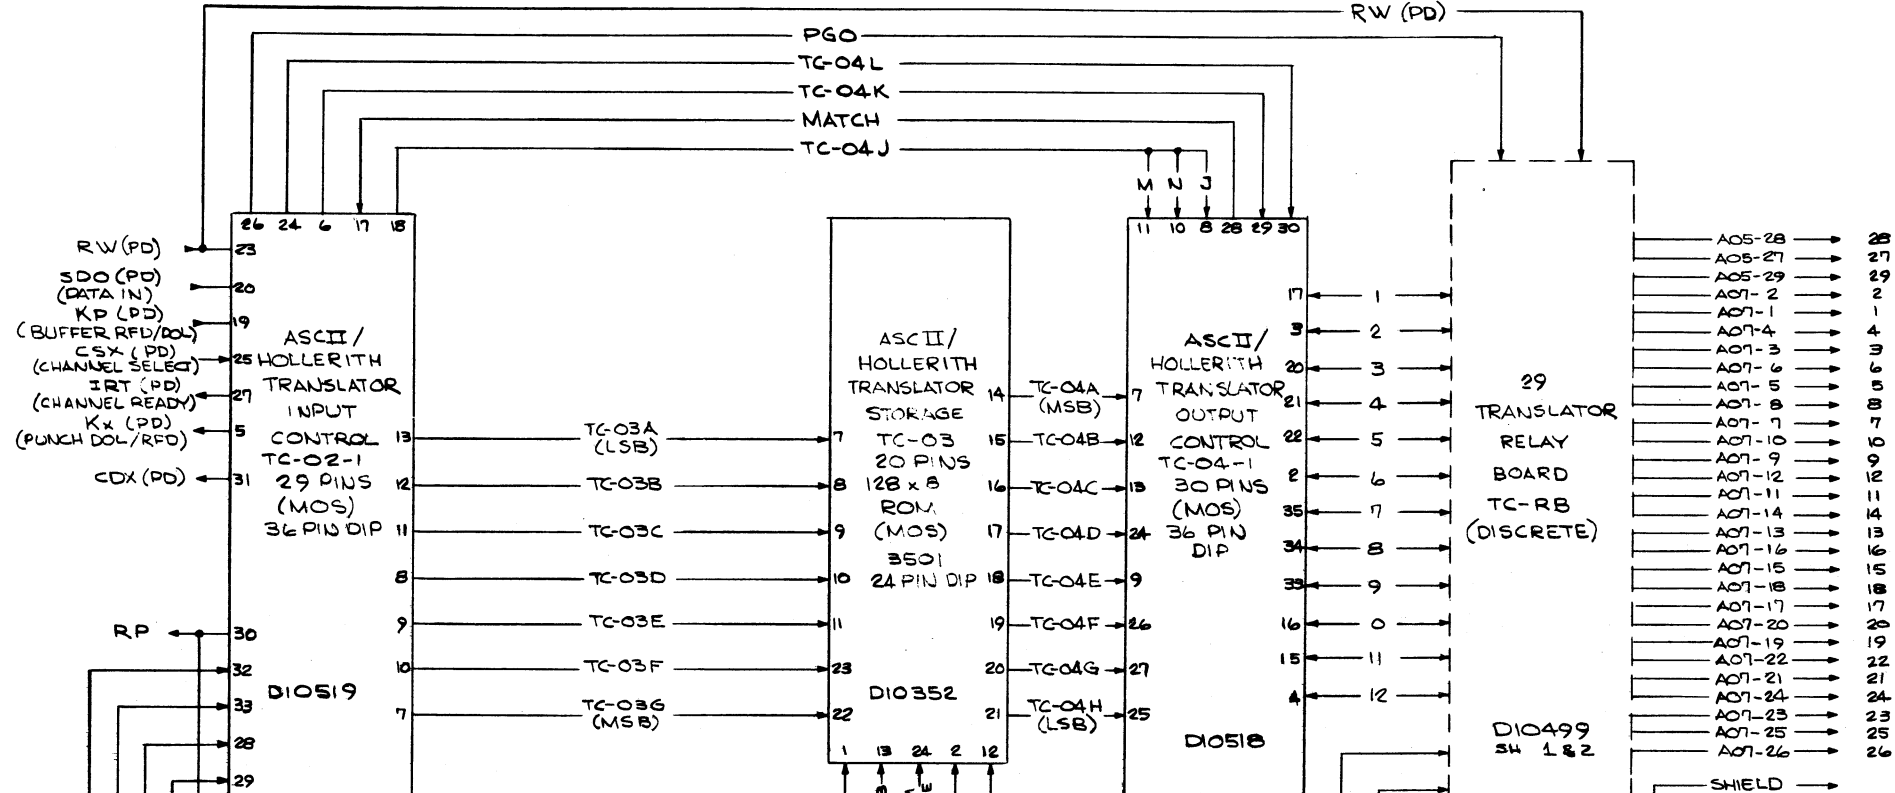 RW (PD)
PGO
TC-04L
TC-04K
MATCH
TC-04J
M N J
26 24 6 17 18
11 10 8 28 29 30
RW (PD) 23
SDO (PD)
(DATA IN) 20
KP (PD)
(BUFFER RFD/DOL) 19
CSX (PD)
(CHANNEL SELECT) 25
IRT (PD)
(CHANNEL READY) 27
KX (PD)
(PUNCH DOL/RFD) 5
CDX (PD) 31
RP 30
32
33
28
29
ASCII/
HOLLERITH
TRANSLATOR
INPUT
CONTROL
TC-02-1
29 PINS
(MOS)
36 PIN DIP
D10519
13 TC-03A (LSB) 7
12 TC-03B 8
11 TC-03C 9
8 TC-03D 10
9 TC-03E 11
10 TC-03F 23
7 TC-03G (MSB) 22
ASCII/
HOLLERITH
TRANSLATOR
STORAGE
TC-03
20 PINS
128 x 8
ROM
(MOS)
3501
24 PIN DIP
D10352
1 13 24 2 12
14 TC-04A (MSB) 7
15 TC-04B 12
16 TC-04C 13
17 TC-04D 24
18 TC-04E 9
19 TC-04F 26
20 TC-04G 27
21 TC-04H (LSB) 25
ASCII/
HOLLERITH
TRANSLATOR
OUTPUT
CONTROL
TC-04-1
30 PINS
(MOS)
36 PIN
DIP
D10518
17 1
3 2
20 3
21 4
22 5
2 6
35 7
34 8
33 9
16 0
15 11
4 12
29
TRANSLATOR
RELAY
BOARD
TC-RB
(DISCRETE)
D10499
SH 1 & 2
A05-28 28
A05-27 27
A05-29 29
A07-2 2
A07-1 1
A07-4 4
A07-3 3
A07-6 6
A07-5 5
A07-8 8
A07-7 7
A07-10 10
A07-9 9
A07-12 12
A07-11 11
A07-14 14
A07-13 13
A07-16 16
A07-15 15
A07-18 18
A07-17 17
A07-20 20
A07-19 19
A07-22 22
A07-21 21
A07-24 24
A07-23 23
A07-25 25
A07-26 26
SHIELD